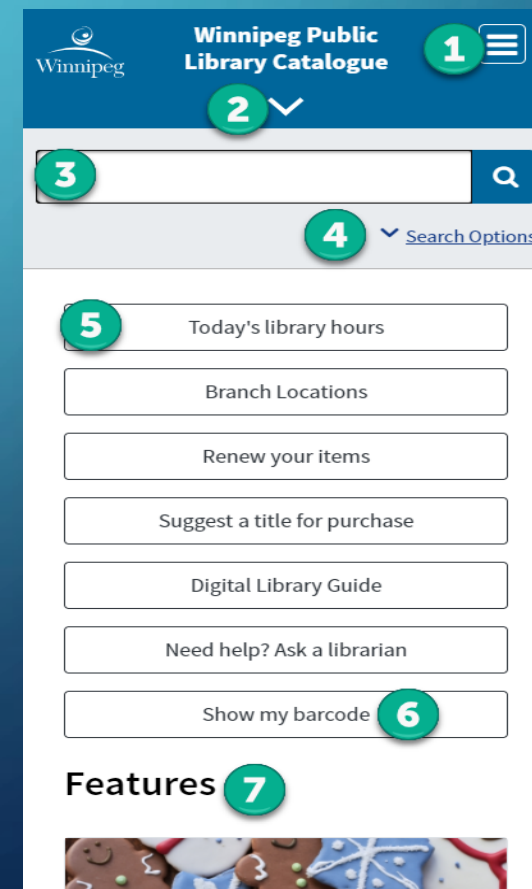 Winnipeg
Winnipeg Public
Library Catalogue
1
2
3
4
Search Options
5
Today's library hours
Branch Locations
Renew your items
Suggest a title for purchase
Digital Library Guide
Need help? Ask a librarian
Show my barcode
6
Features
7